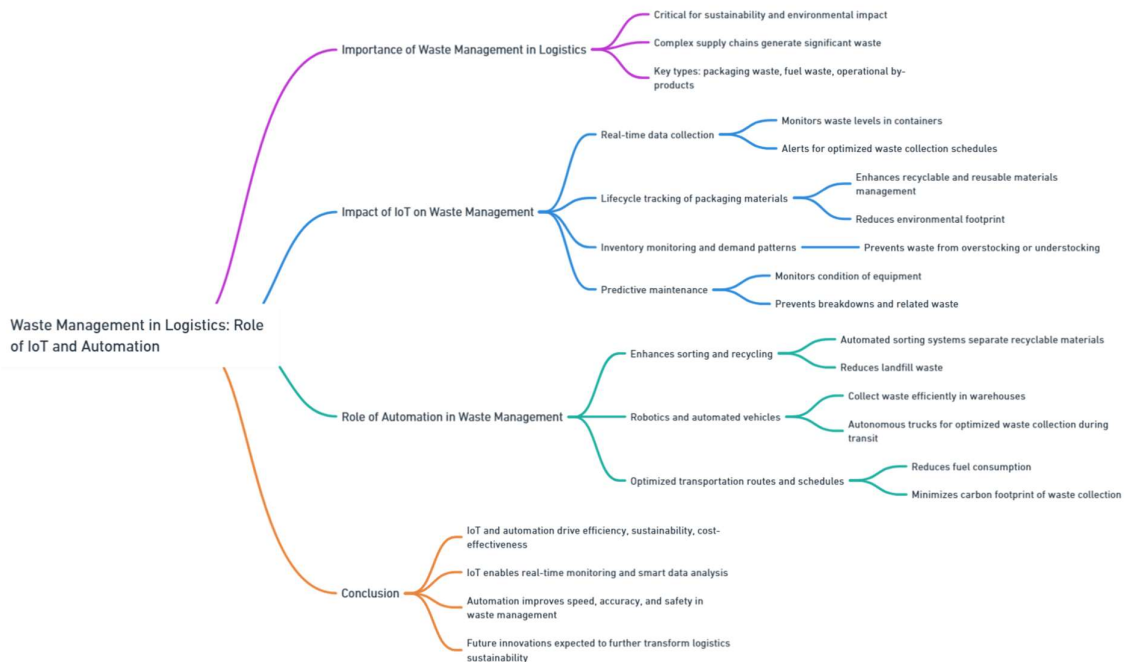 Waste Management in Logistics: Role
of IoT and Automation
Importance of Waste Management in Logistics
Critical for sustainability and environmental impact
Complex supply chains generate significant waste
Key types: packaging waste, fuel waste, operational by-
products
Impact of IoT on Waste Management
Real-time data collection
Monitors waste levels in containers
Alerts for optimized waste collection schedules
Lifecycle tracking of packaging materials
Enhances recyclable and reusable materials
management
Reduces environmental footprint
Inventory monitoring and demand patterns
Prevents waste from overstocking or understocking
Predictive maintenance
Monitors condition of equipment
Prevents breakdowns and related waste
Role of Automation in Waste Management
Enhances sorting and recycling
Automated sorting systems separate recyclable materials
Reduces landfill waste
Robotics and automated vehicles
Collect waste efficiently in warehouses
Autonomous trucks for optimized waste collection during
transit
Optimized transportation routes and schedules
Reduces fuel consumption
Minimizes carbon footprint of waste collection
Conclusion
IoT and automation drive efficiency, sustainability, cost-
effectiveness
IoT enables real-time monitoring and smart data analysis
Automation improves speed, accuracy, and safety in
waste management
Future innovations expected to further transform logistics
sustainability